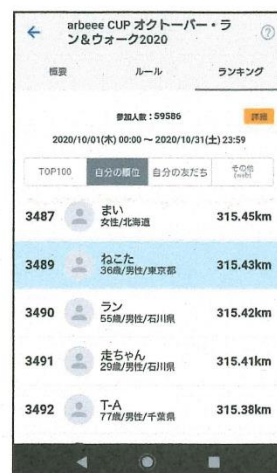 arbeee CUP オクトーバー・ラ
ン&ウォーク2020
概要 ルール ランキング
参加人数:59586 詳細
2020/10/01(木) 00:00 ~ 2020/10/31(土) 23:59
TOP100 自分の順位 自分の友だち その他
3487 まい 315.45km
女性/北海道
3489 ねこた 315.43km
36歳/男性/東京都
3490 ラン 315.42km
55歳/男性/石川県
3491 走ちゃん 315.41km
29歳/男性/石川県
3492 T-A 315.38km
77歳/男性/千葉県